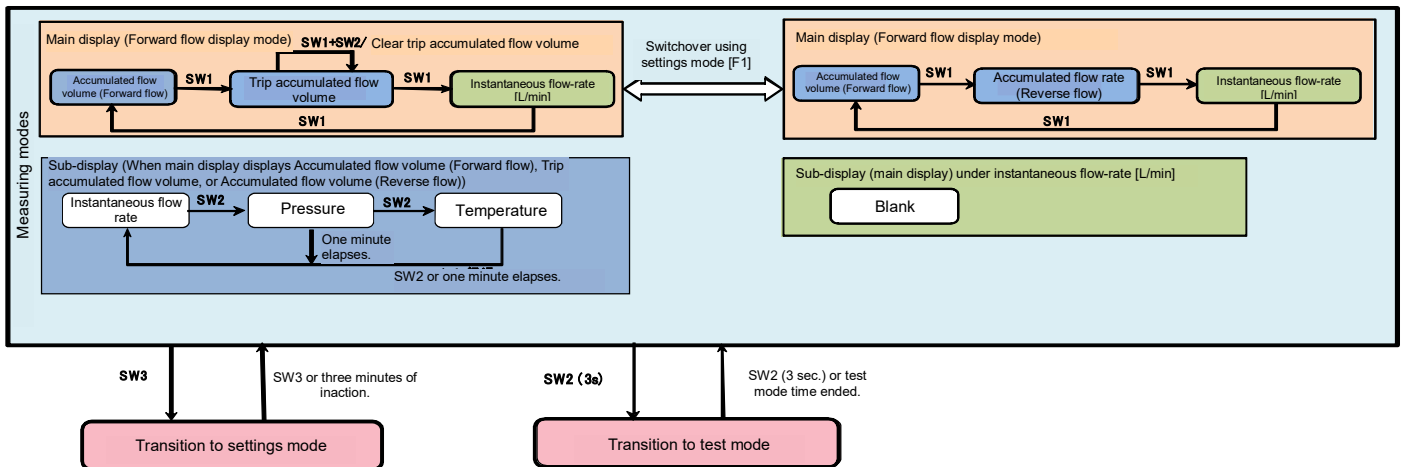 Measuring modes
Main display (Forward flow display mode)
SW1+SW2/
Clear trip accumulated flow volume
Accumulated flow
volume (Forward flow)
SW1
Trip accumulated flow
volume
SW1
Instantaneous flow-rate
[L/min]
SW1
Switchover using
settings mode [F1]
Main display (Forward flow display mode)
Accumulated flow
volume (Forward flow)
SW1
Accumulated flow rate
(Reverse flow)
SW1
Instantaneous flow-rate
[L/min]
SW1
Sub-display (When main display displays Accumulated flow volume (Forward flow), Trip
accumulated flow volume, or Accumulated flow volume (Reverse flow))
Instantaneous flow
rate
SW2
Pressure
SW2
Temperature
One minute
elapses.
SW2 or one minute elapses.
Sub-display (main display) under instantaneous flow-rate [L/min]
Blank
SW3
SW3 or three minutes of
inaction.
SW2 (3s)
SW2 (3 sec.) or test
mode time ended.
Transition to settings mode
Transition to test mode